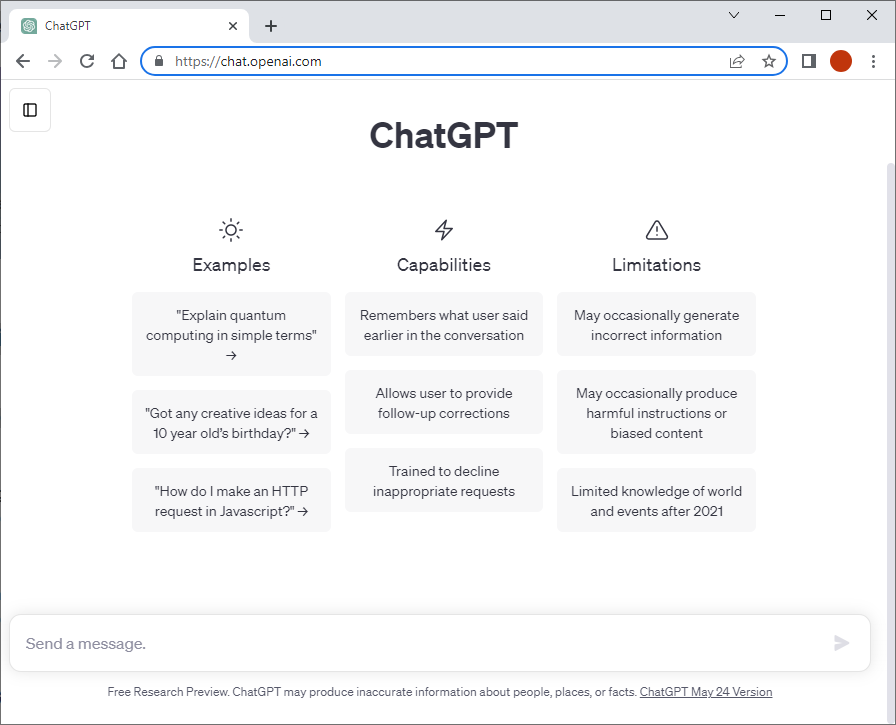 ChatGPT
https://chat.openai.com
ChatGPT
Examples
"Explain quantum
computing in simple terms"
→
"Got any creative ideas for a
10 year old’s birthday?" →
"How do I make an HTTP
request in Javascript?" →
Capabilities
Remembers what user said
earlier in the conversation
Allows user to provide
follow-up corrections
Trained to decline
inappropriate requests
Limitations
May occasionally generate
incorrect information
May occasionally produce
harmful instructions or
biased content
Limited knowledge of world
and events after 2021
Send a message.
Free Research Preview. ChatGPT may produce inaccurate information about people, places, or facts. ChatGPT May 24 Version